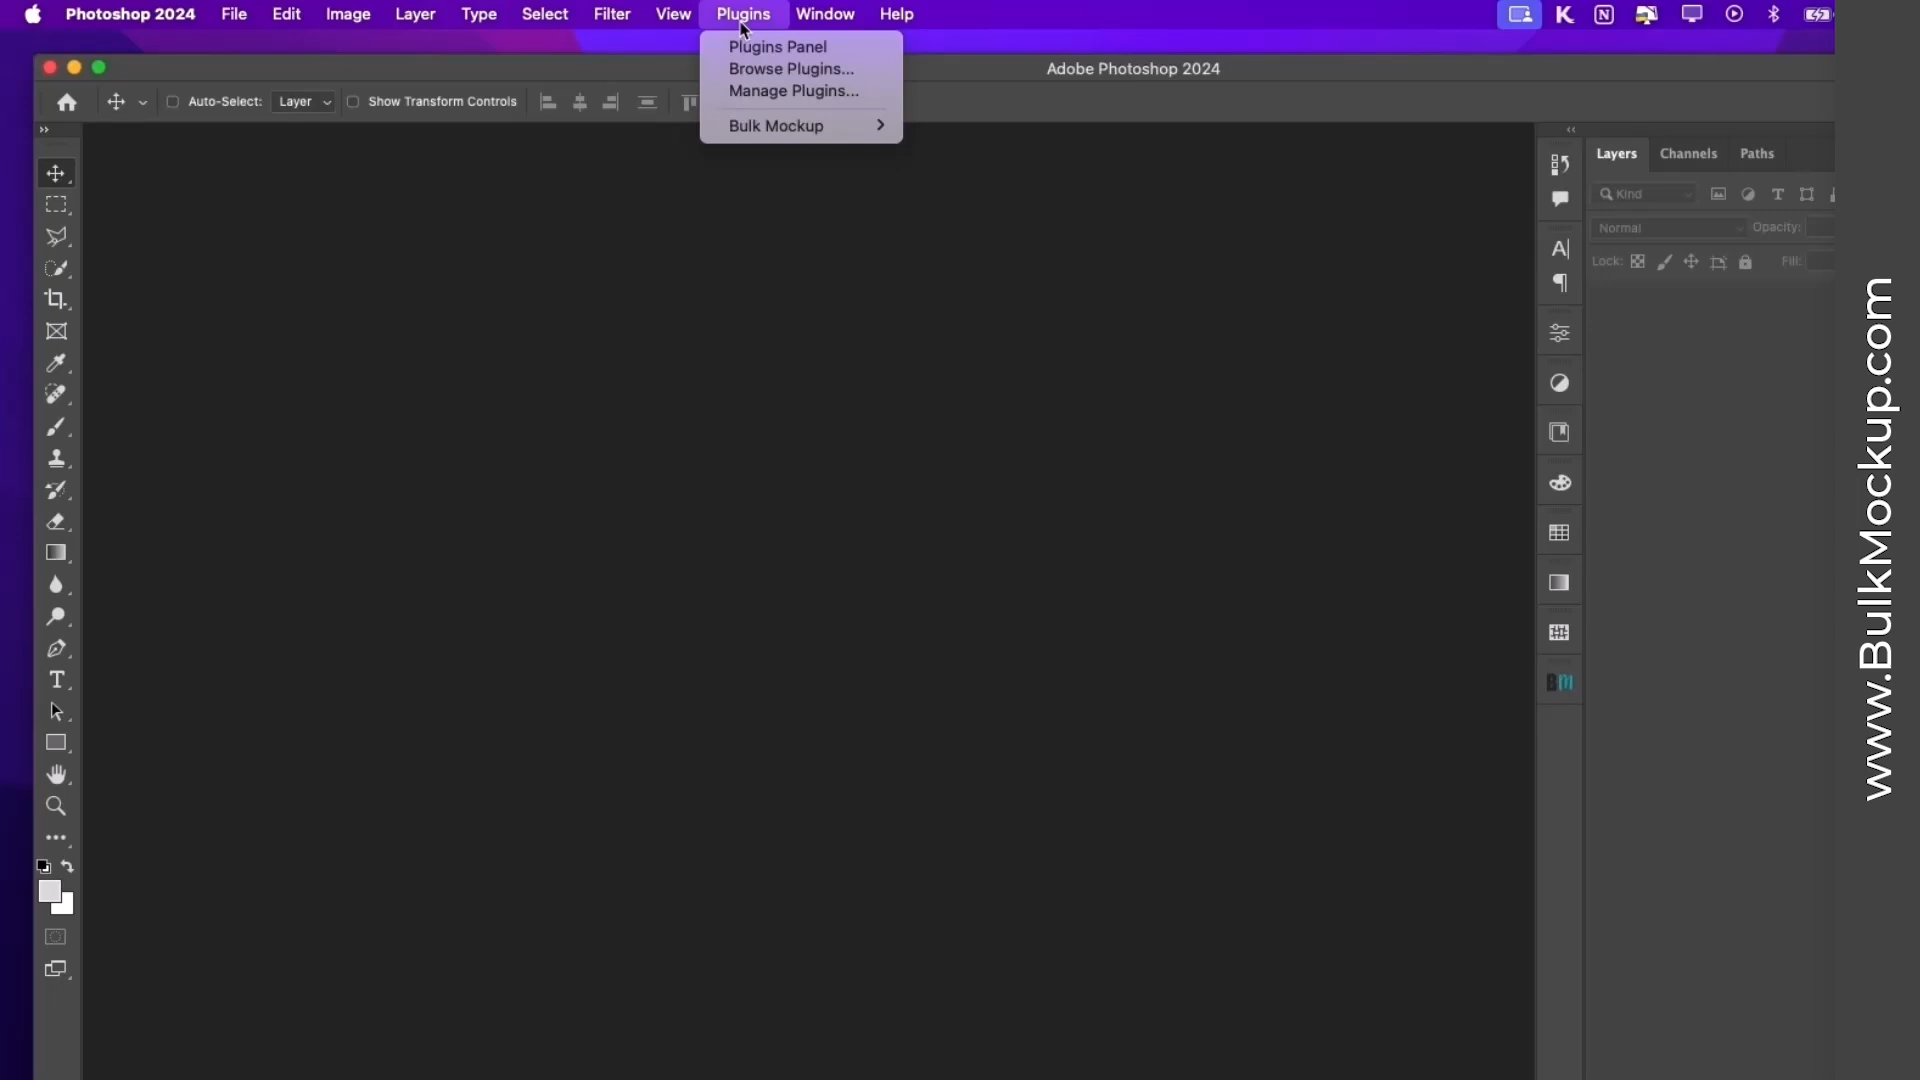 Photoshop 2024 File Edit Image Layer Type Select Filter View Plugins Window Help
Plugins Panel
Browse Plugins...
Manage Plugins...
Bulk Mockup
Adobe Photoshop 2024
Auto-Select: Layer Show Transform Controls
Layers Channels Paths
Kind
Normal Opacity:
Lock: Fill:
BM
www.BulkMockup.com